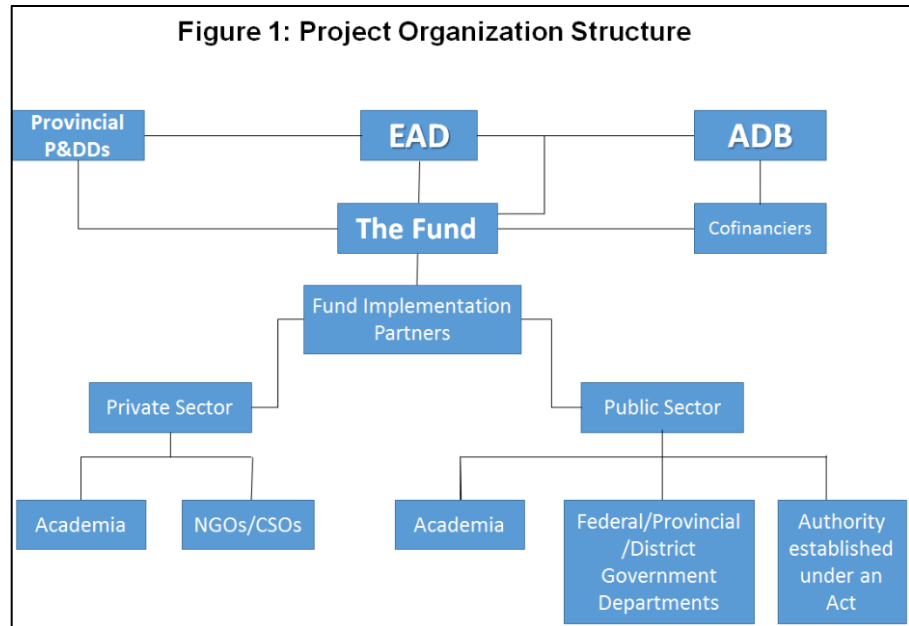 Figure 1: Project Organization Structure
Provincial
P&DDs
EAD
ADB
The Fund
Cofinanciers
Fund Implementation
Partners
Private Sector
Public Sector
Academia
NGOs/CSOs
Academia
Federal/Provincial
/District
Government
Departments
Authority
established
under an
Act